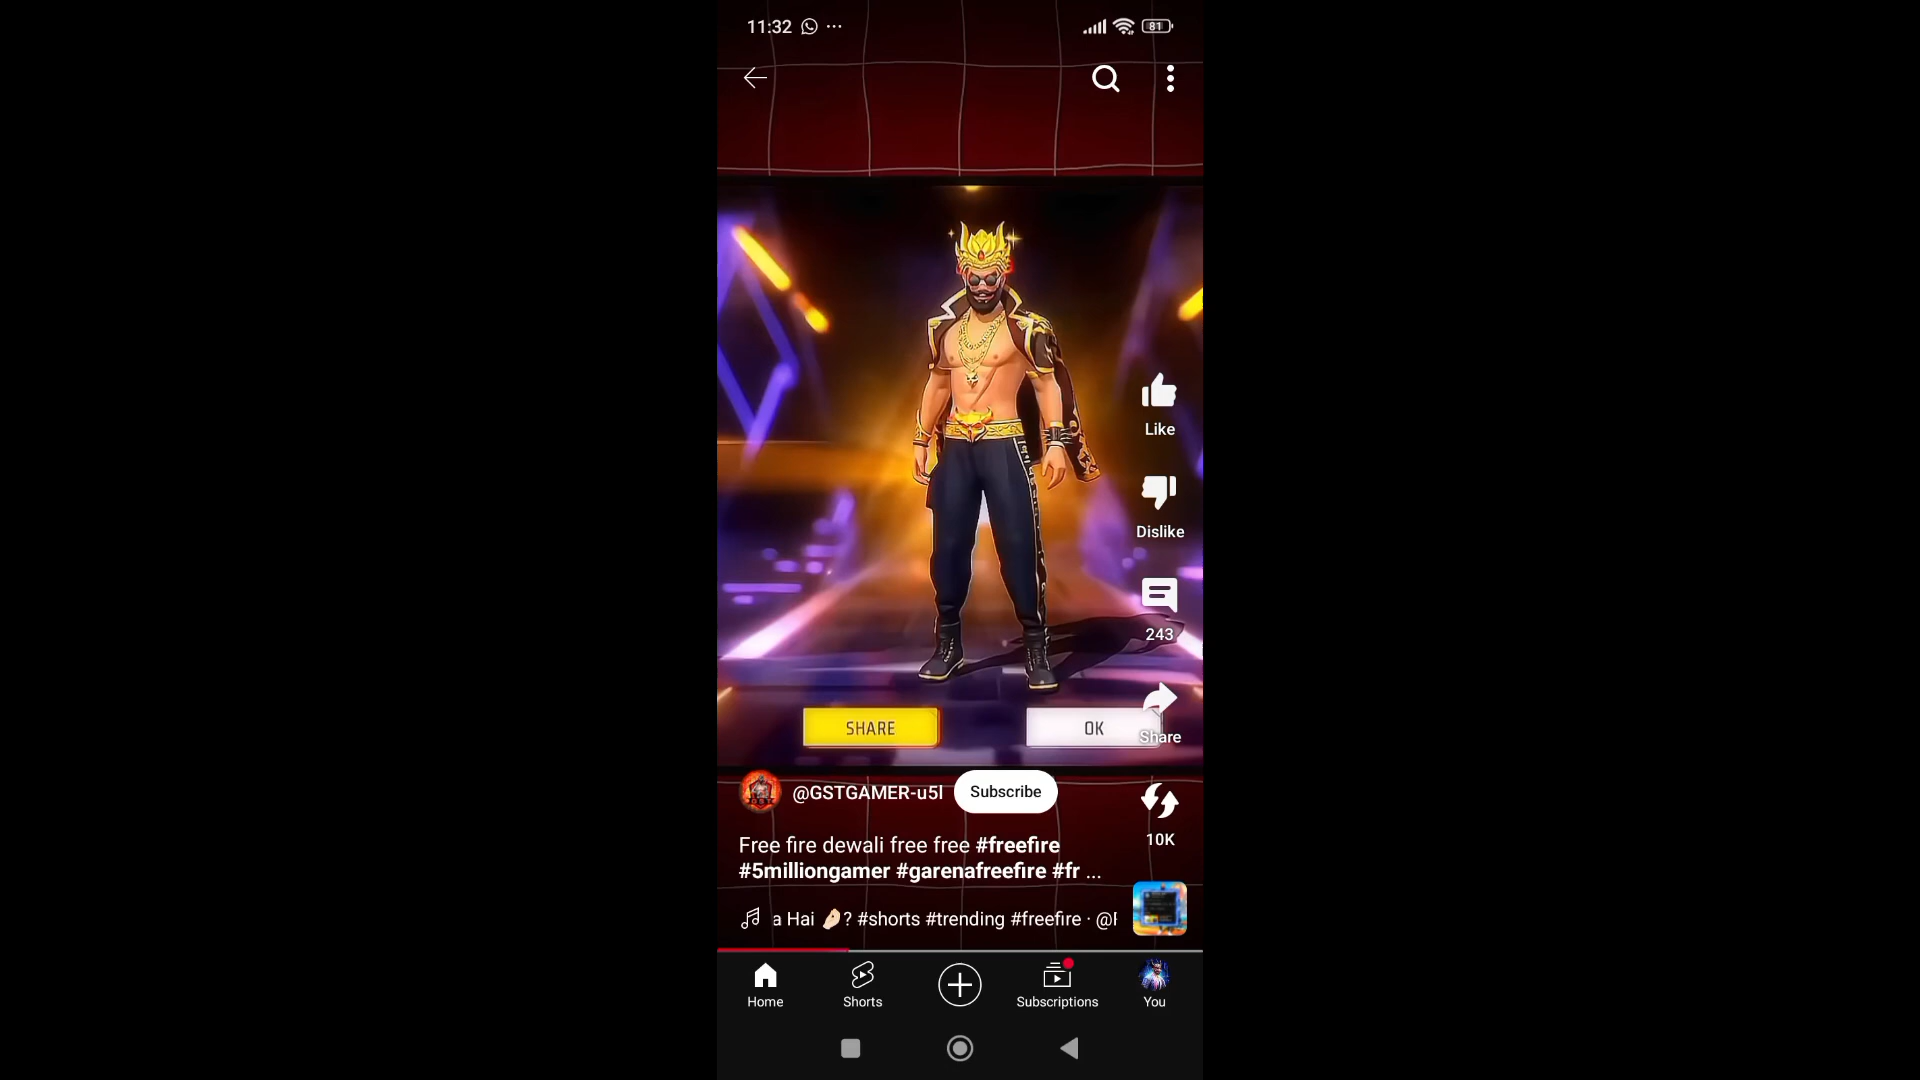 11:32
81
Like
Dislike
243
Share
SHARE
OK
@GSTGAMER-u5l
Subscribe
10K
Free fire dewali free free #freefire
#5milliongamer #garenafreefire #fr ...
a Hai 🤌🏻? #shorts #trending #freefire · @F
Home
Shorts
Subscriptions
You